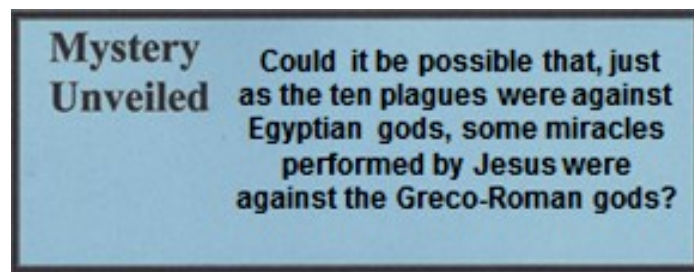 Mystery
Unveiled
Could it be possible that, just
as the ten plagues were against
Egyptian gods, some miracles
performed by Jesus were
against the Greco-Roman gods?